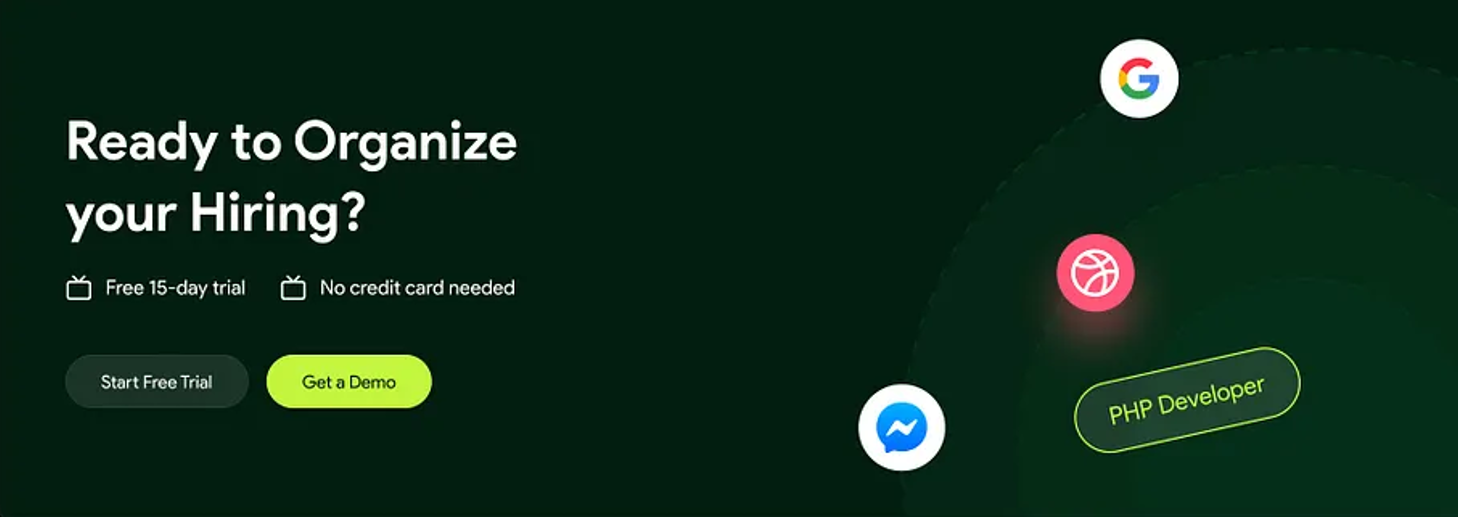 Ready to Organize
your Hiring?
Free 15-day trial
No credit card needed
Start Free Trial
Get a Demo
PHP Developer